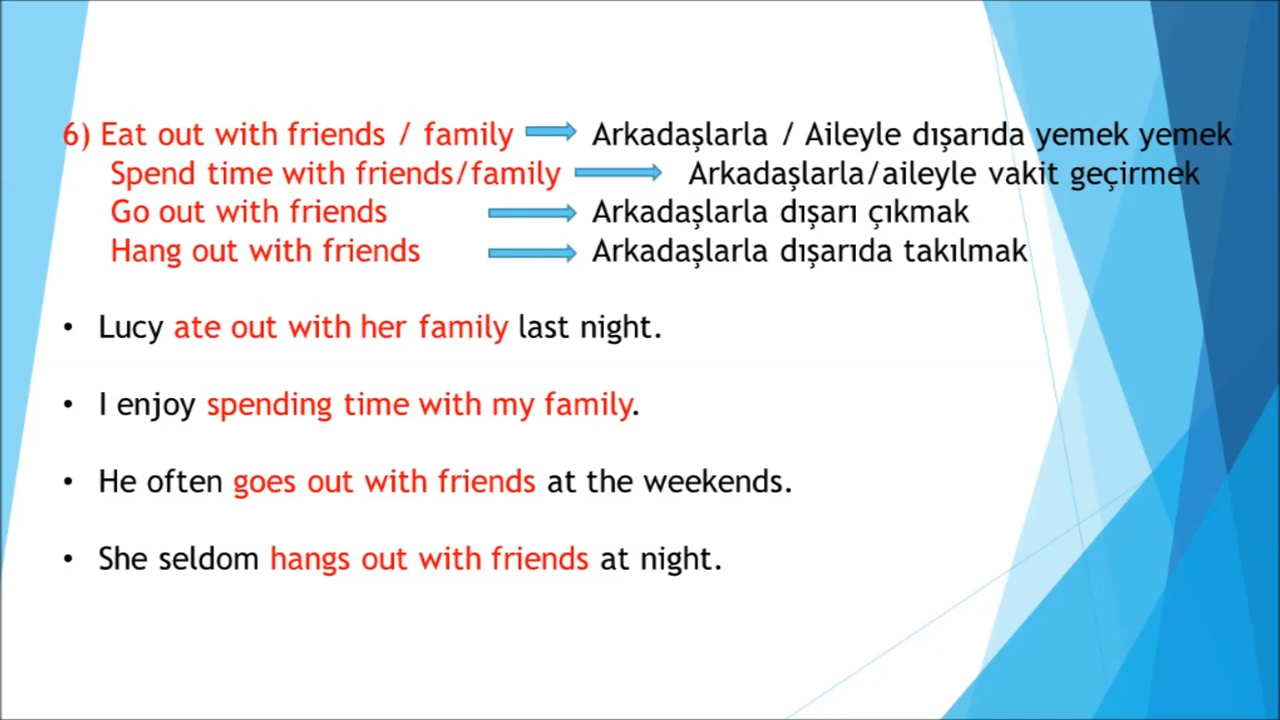 6) Eat out with friends / family Arkadaşlarla / Aileyle dışarıda yemek yemek
Spend time with friends/family Arkadaşlarla/aileyle vakit geçirmek
Go out with friends Arkadaşlarla dışarı çıkmak
Hang out with friends Arkadaşlarla dışarıda takılmak
• Lucy ate out with her family last night.
• I enjoy spending time with my family.
• He often goes out with friends at the weekends.
• She seldom hangs out with friends at night.